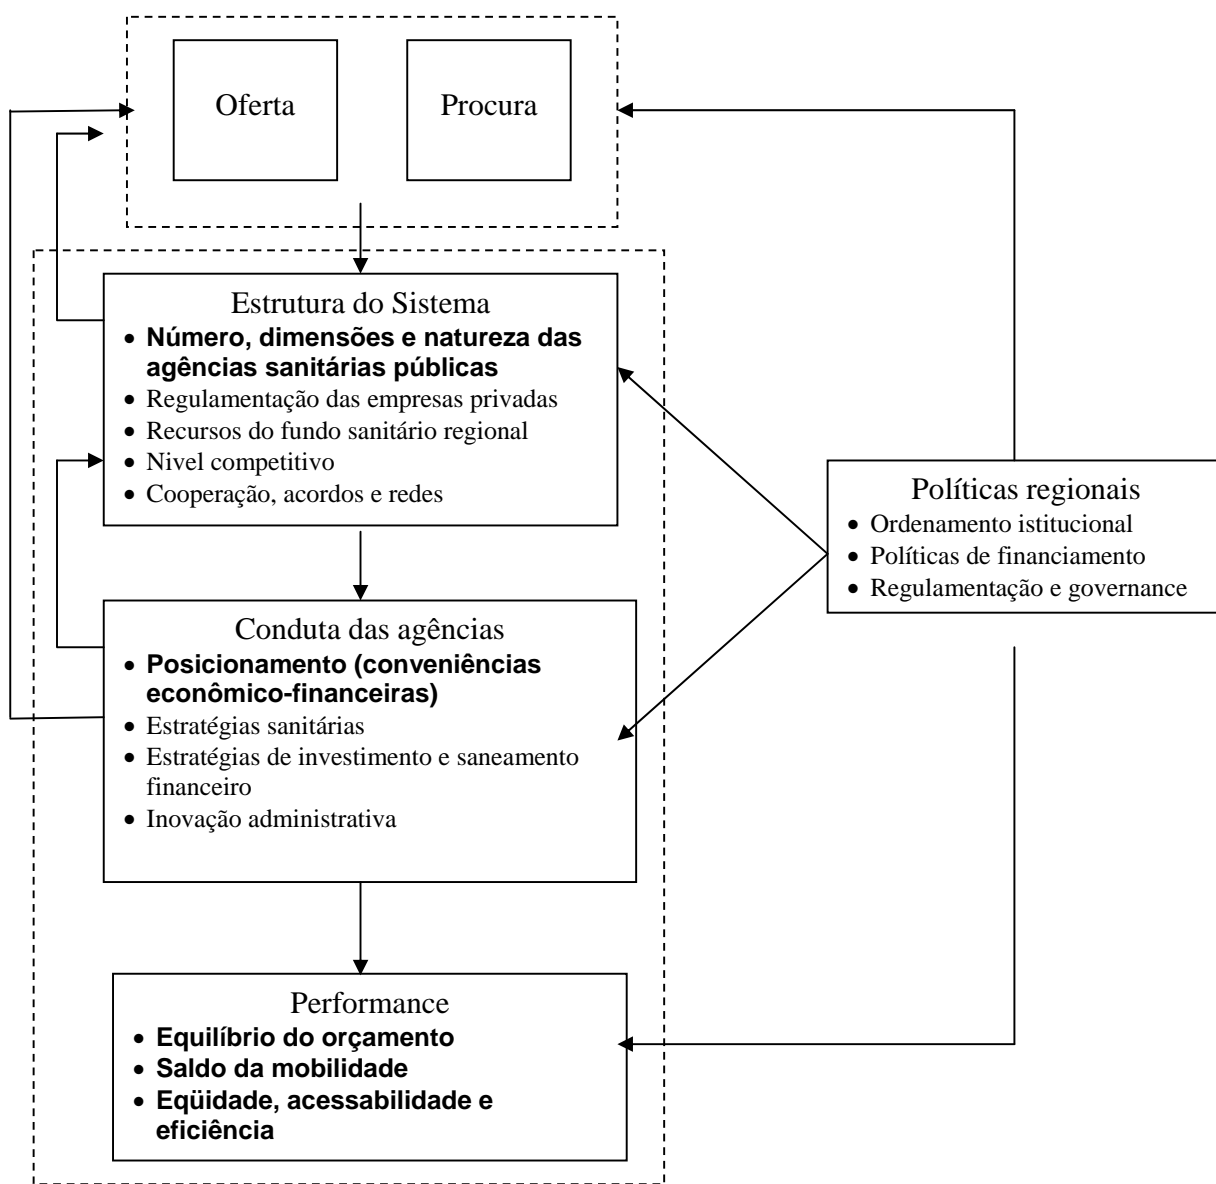 Oferta
Procura
Estrutura do Sistema
• Número, dimensões e natureza das
agências sanitárias públicas
• Regulamentação das empresas privadas
• Recursos do fundo sanitário regional
• Nivel competitivo
• Cooperação, acordos e redes
Políticas regionais
• Ordenamento istitucional
• Políticas de financiamento
• Regulamentação e governance
Conduta das agências
• Posicionamento (conveniências
econômico-financeiras)
• Estratégias sanitárias
• Estratégias de investimento e saneamento
financeiro
• Inovação administrativa
Performance
• Equilíbrio do orçamento
• Saldo da mobilidade
• Eqüidade, acessabilidade e
eficiência